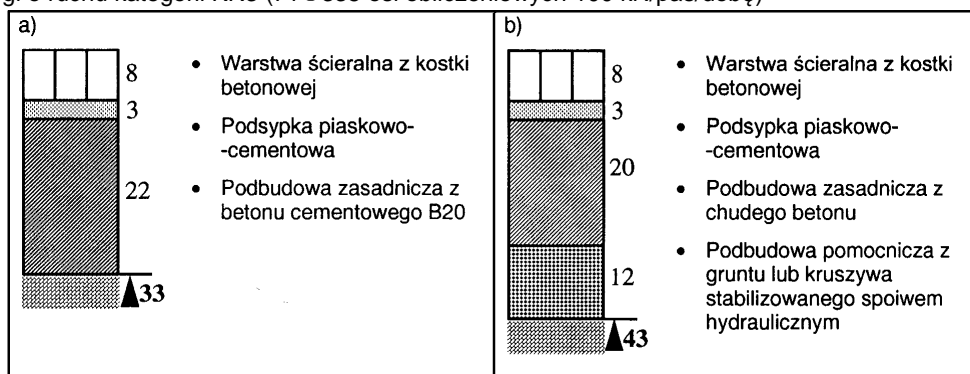 a)
8
3
22
33
• Warstwa ścieralna z kostki
betonowej
• Podsypka piaskowo-
-cementowa
• Podbudowa zasadnicza z
betonu cementowego B20
b)
8
3
20
12
43
• Warstwa ścieralna z kostki
betonowej
• Podsypka piaskowo-
-cementowa
• Podbudowa zasadnicza z
chudego betonu
• Podbudowa pomocnicza z
gruntu lub kruszywa
stabilizowanego spoiwem
hydraulicznym